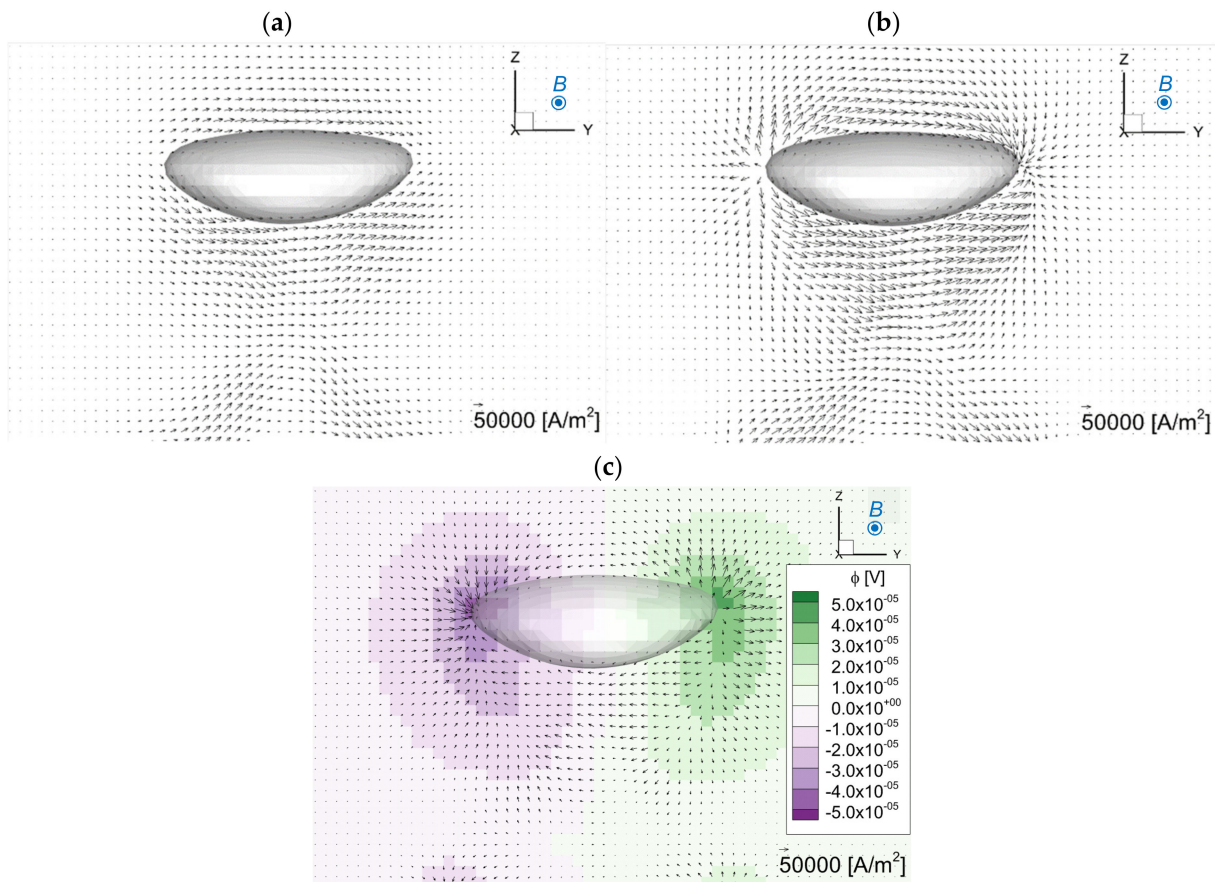 (a)
(b)
Z
B
X
Y
50000 [A/m²]
Z
B
X
Y
50000 [A/m²]
(c)
Z
B
X
Y
ϕ [V]
5.0x10⁻⁰⁵
4.0x10⁻⁰⁵
3.0x10⁻⁰⁵
2.0x10⁻⁰⁵
1.0x10⁻⁰⁵
0.0x10⁺⁰⁰
-1.0x10⁻⁰⁵
-2.0x10⁻⁰⁵
-3.0x10⁻⁰⁵
-4.0x10⁻⁰⁵
-5.0x10⁻⁰⁵
50000 [A/m²]